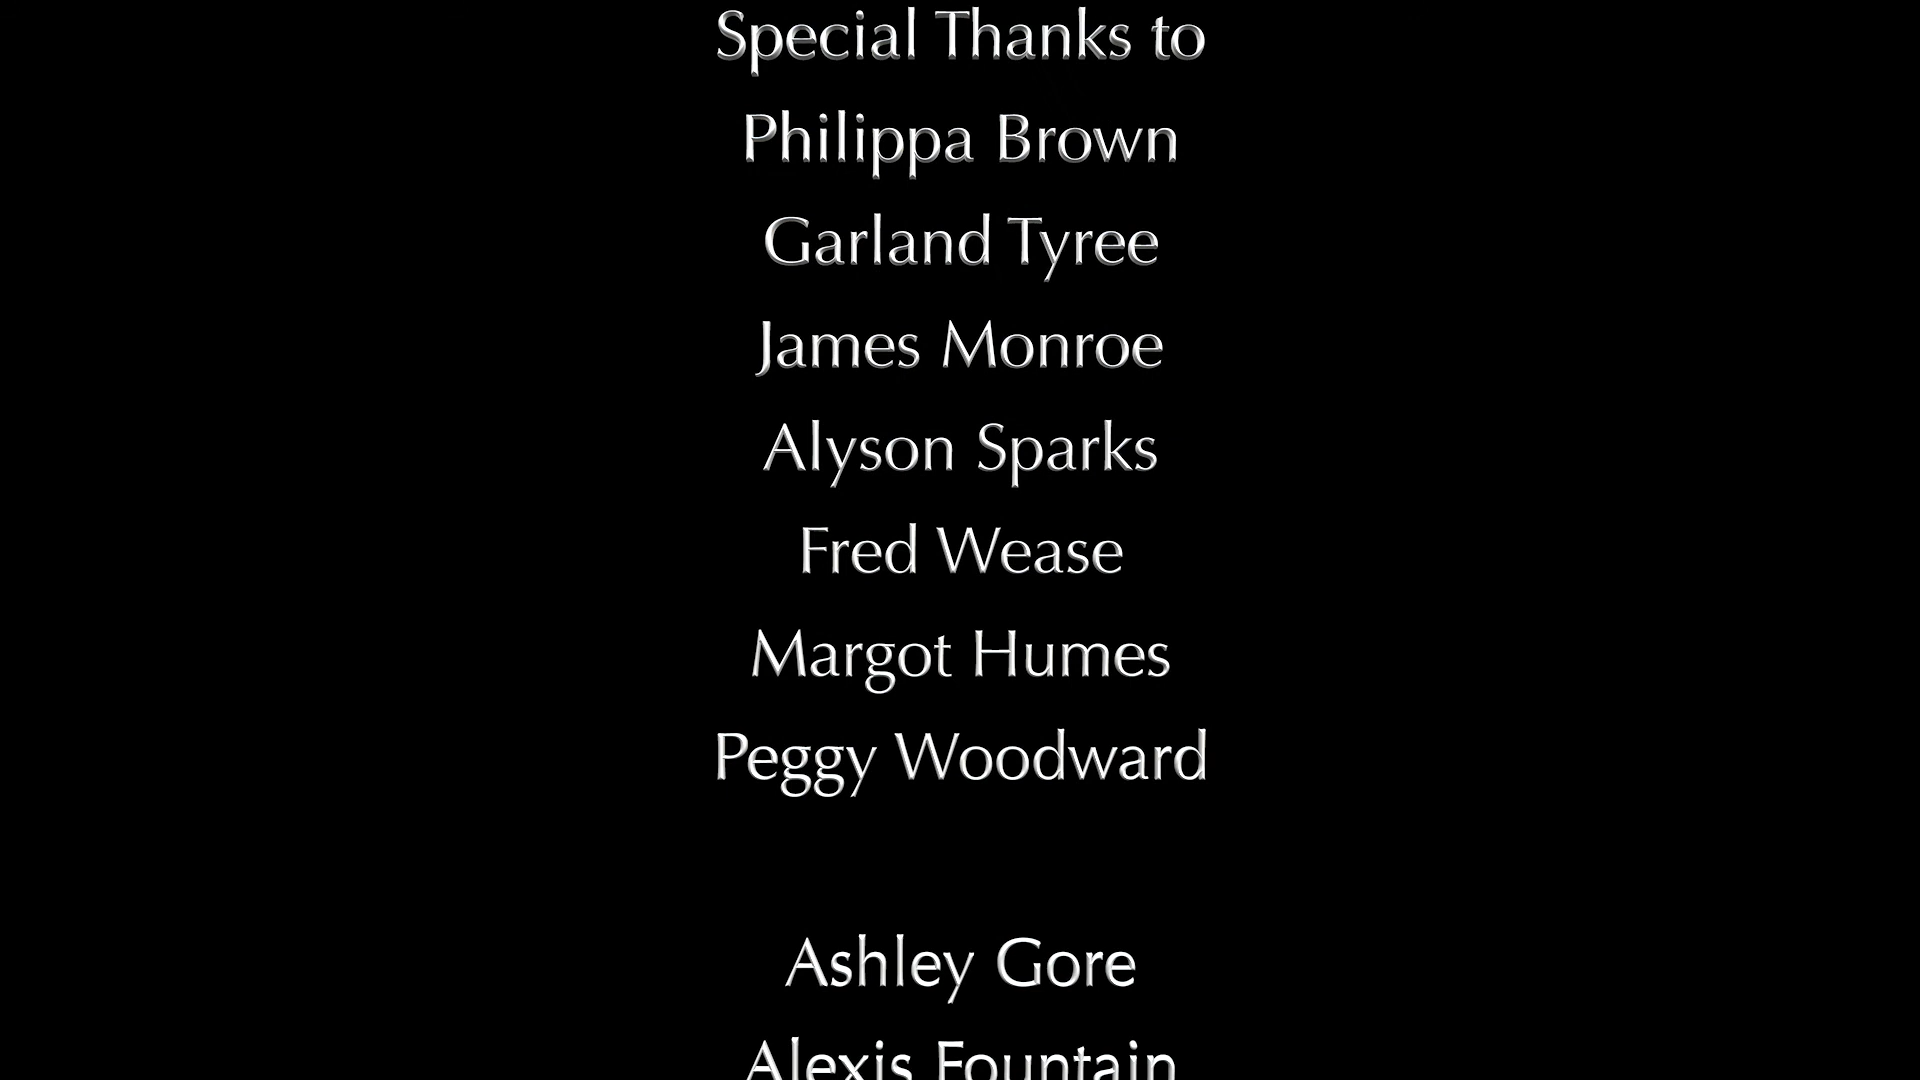 Special Thanks to
Philippa Brown
Garland Tyree
James Monroe
Alyson Sparks
Fred Wease
Margot Humes
Peggy Woodward
Ashley Gore
Alexis Fountain